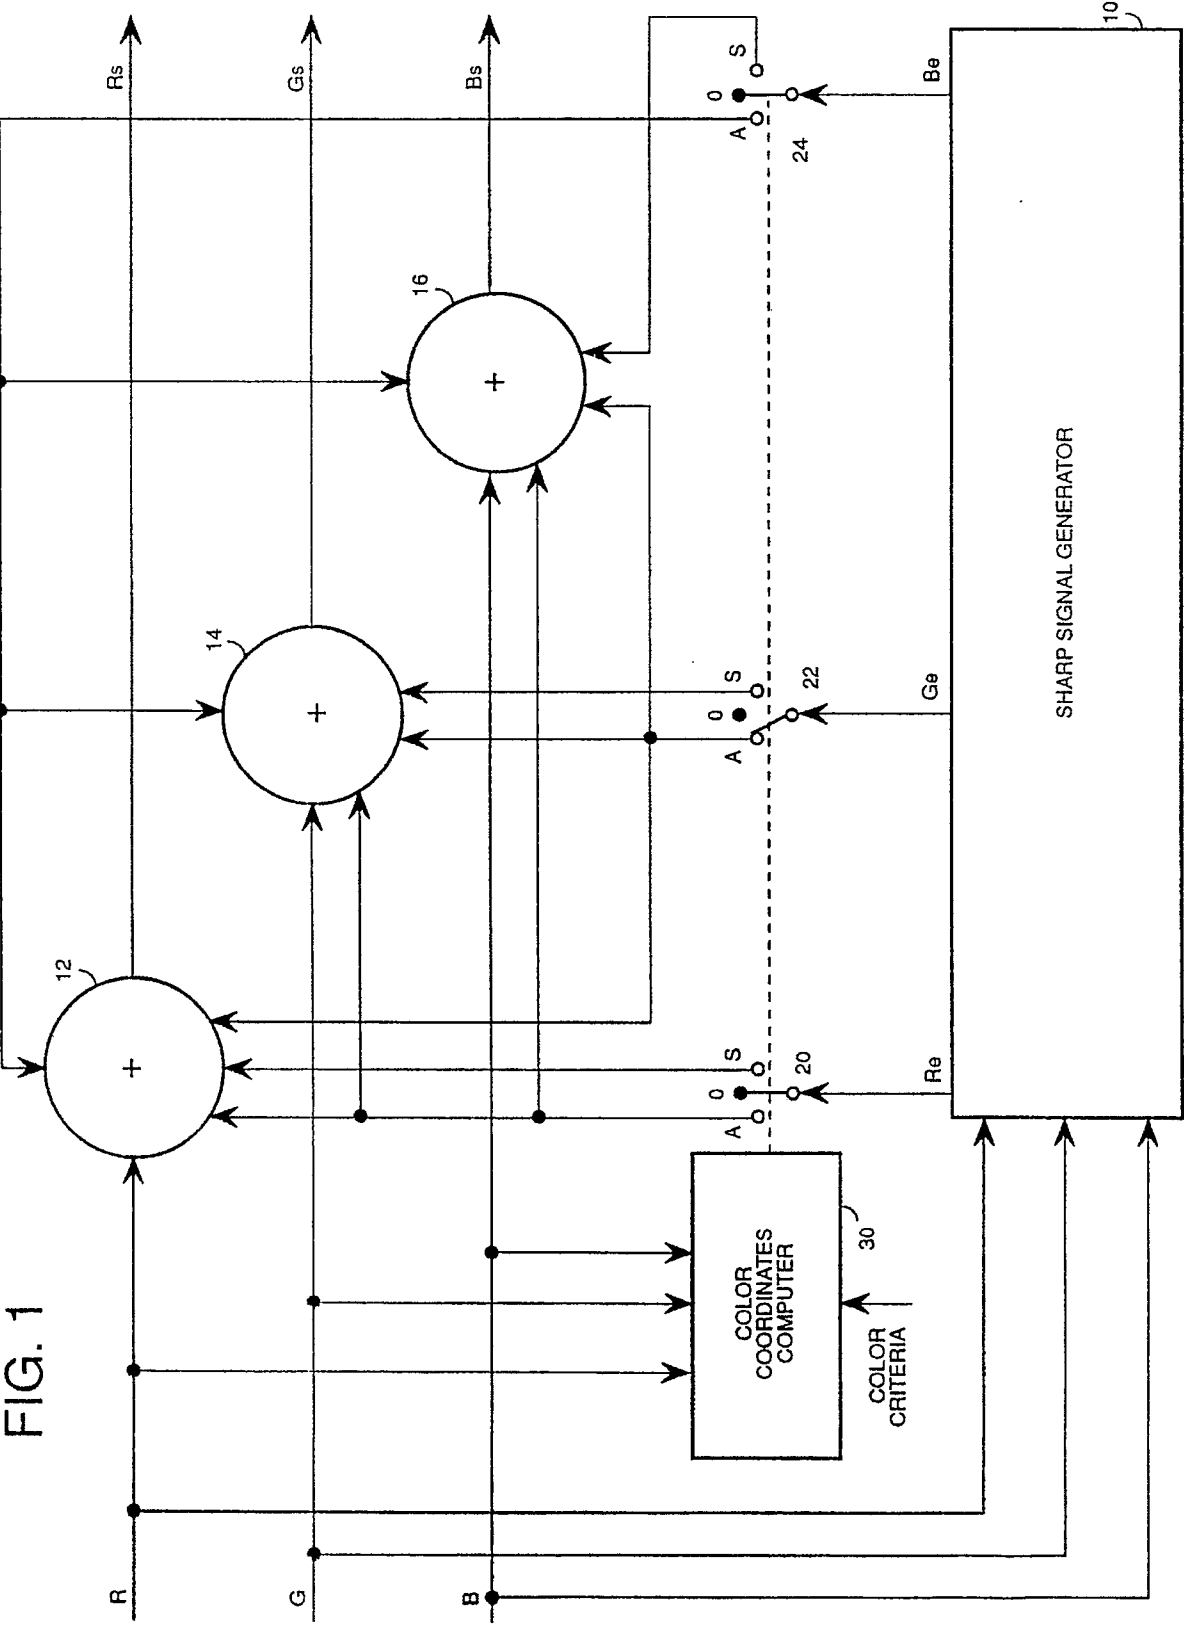 FIG. 1
R
G
B
12
14
16
+
+
+
Rs
Gs
Bs
A
0
S
20
A
0
S
22
A
0
S
24
COLOR
COORDINATES
COMPUTER
30
COLOR
CRITERIA
Re
Ge
Be
SHARP SIGNAL GENERATOR
10